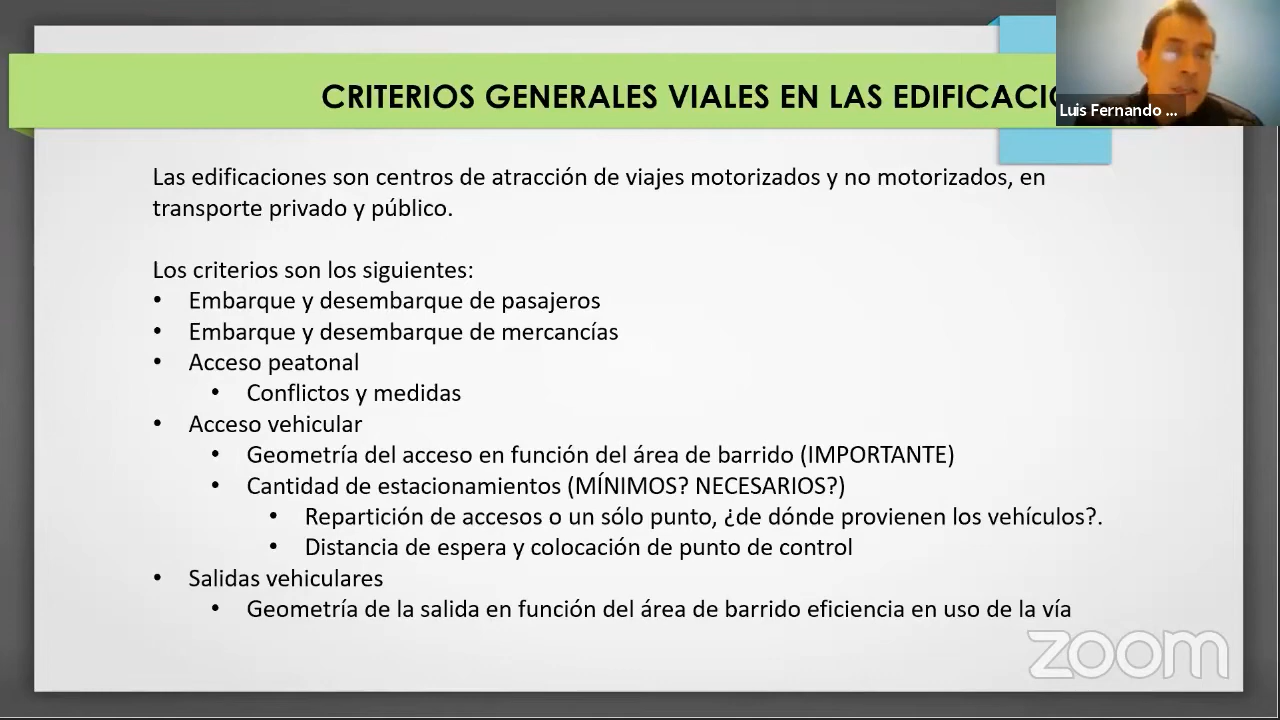 CRITERIOS GENERALES VIALES EN LAS
Luis Fernando ...
Las edificaciones son centros de atracción de viajes motorizados y no motorizados, en
transporte privado y público.
Los criterios son los siguientes:
• Embarque y desembarque de pasajeros
• Embarque y desembarque de mercancías
• Acceso peatonal
• Conflictos y medidas
• Acceso vehicular
• Geometría del acceso en función del área de barrido (IMPORTANTE)
• Cantidad de estacionamientos (MÍNIMOS? NECESARIOS?)
• Repartición de accesos o un sólo punto, ¿de dónde provienen los vehículos?.
• Distancia de espera y colocación de punto de control
• Salidas vehiculares
• Geometría de la salida en función del área de barrido eficiencia en uso de la vía
zoom